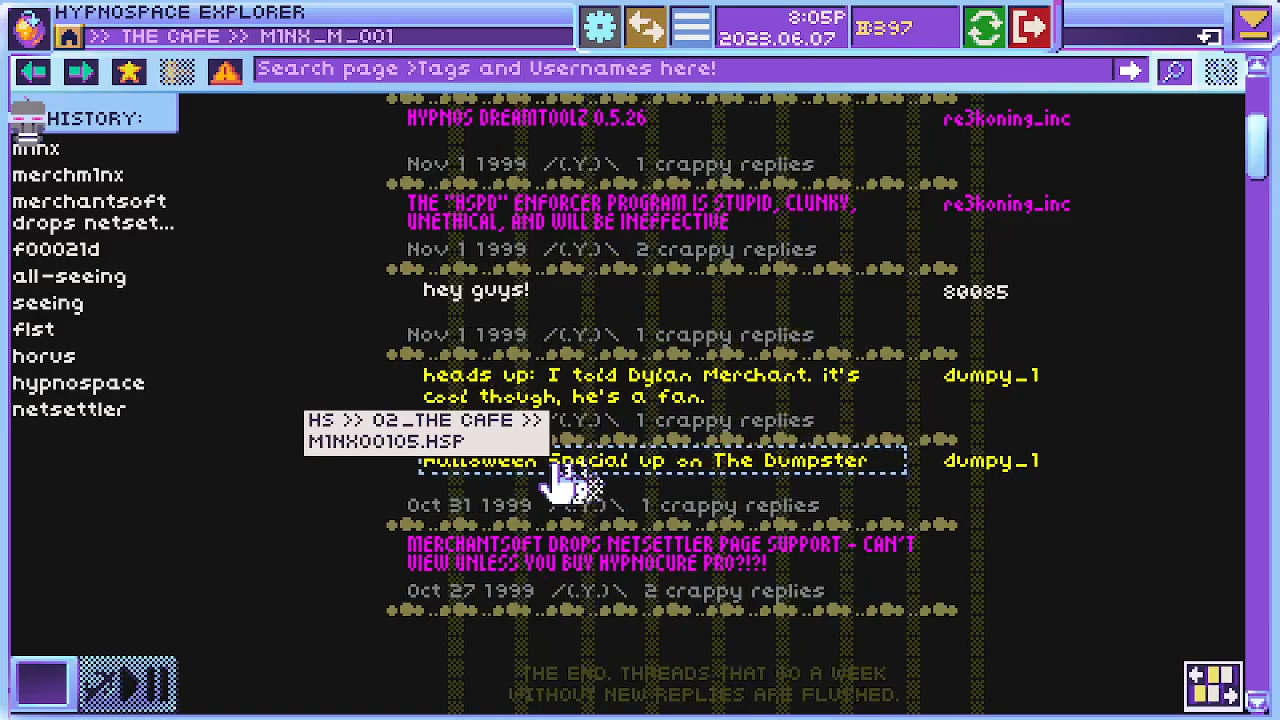 HYPNOSPACE EXPLORER
>> THE CAFE >> M1NX_M_001
8:05P
2023.06.07
397
Search page >Tags and Usernames here!
HISTORY:
m1nx
merchm1nx
merchantsoft
drops netset...
f00021d
all-seeing
seeing
f1st
horus
hypnospace
netsettler
HYPNOS DREAMTOOLZ 0.5.26
re3koning_inc
Nov 1 1999 /(.Y.)\ 1 crappy replies
THE "HSPD" ENFORCER PROGRAM IS STUPID, CLUNKY,
UNETHICAL, AND WILL BE INEFFECTIVE
re3koning_inc
Nov 1 1999 /(.Y.)\ 2 crappy replies
hey guys!
80085
Nov 1 1999 /(.Y.)\ 1 crappy replies
heads up: I told Dylan Merchant. it's
cool though, he's a fan.
dumpy_1
/(.Y.)\ 1 crappy replies
HS >> 02_THE CAFE >>
M1NX00105.HSP
Halloween Special up on The Dumpster
dumpy_1
Oct 31 1999 /(.Y.)\ 1 crappy replies
MERCHANTSOFT DROPS NETSETTLER PAGE SUPPORT - CAN'T
VIEW UNLESS YOU BUY HYPNOCURE PRO?!?!
Oct 27 1999 /(.Y.)\ 2 crappy replies
THE END. THREADS THAT GO A WEEK
WITHOUT NEW REPLIES ARE FLUSHED.